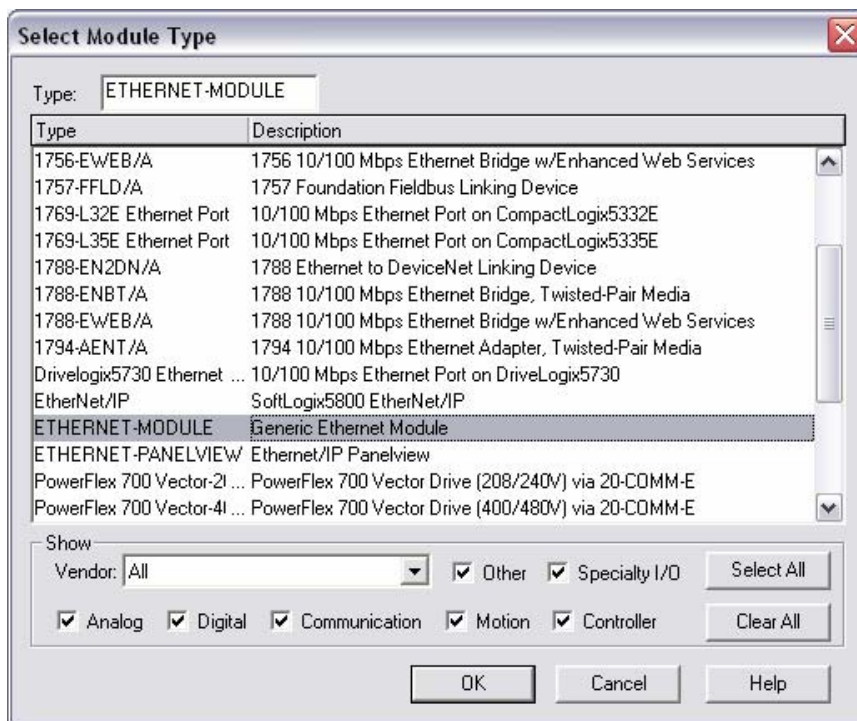 Select Module Type
Type: ETHERNET-MODULE
Type Description
1756-EWEB/A 1756 10/100 Mbps Ethernet Bridge w/Enhanced Web Services
1757-FFLD/A 1757 Foundation Fieldbus Linking Device
1769-L32E Ethernet Port 10/100 Mbps Ethernet Port on CompactLogix5332E
1769-L35E Ethernet Port 10/100 Mbps Ethernet Port on CompactLogix5335E
1788-EN2DN/A 1788 Ethernet to DeviceNet Linking Device
1788-ENBT/A 1788 10/100 Mbps Ethernet Bridge, Twisted-Pair Media
1788-EWEB/A 1788 10/100 Mbps Ethernet Bridge w/Enhanced Web Services
1794-AENT/A 1794 10/100 Mbps Ethernet Adapter, Twisted-Pair Media
Drivelogix5730 Ethernet ... 10/100 Mbps Ethernet Port on DriveLogix5730
EtherNet/IP SoftLogix5800 EtherNet/IP
ETHERNET-MODULE Generic Ethernet Module
ETHERNET-PANELVIEW Ethernet/IP Panelview
PowerFlex 700 Vector-2 ... PowerFlex 700 Vector Drive (208/240V) via 20-COMM-E
PowerFlex 700 Vector-4 ... PowerFlex 700 Vector Drive (400/480V) via 20-COMM-E
Show
Vendor: All Other Specialty I/O Select All
Analog Digital Communication Motion Controller Clear All
OK Cancel Help